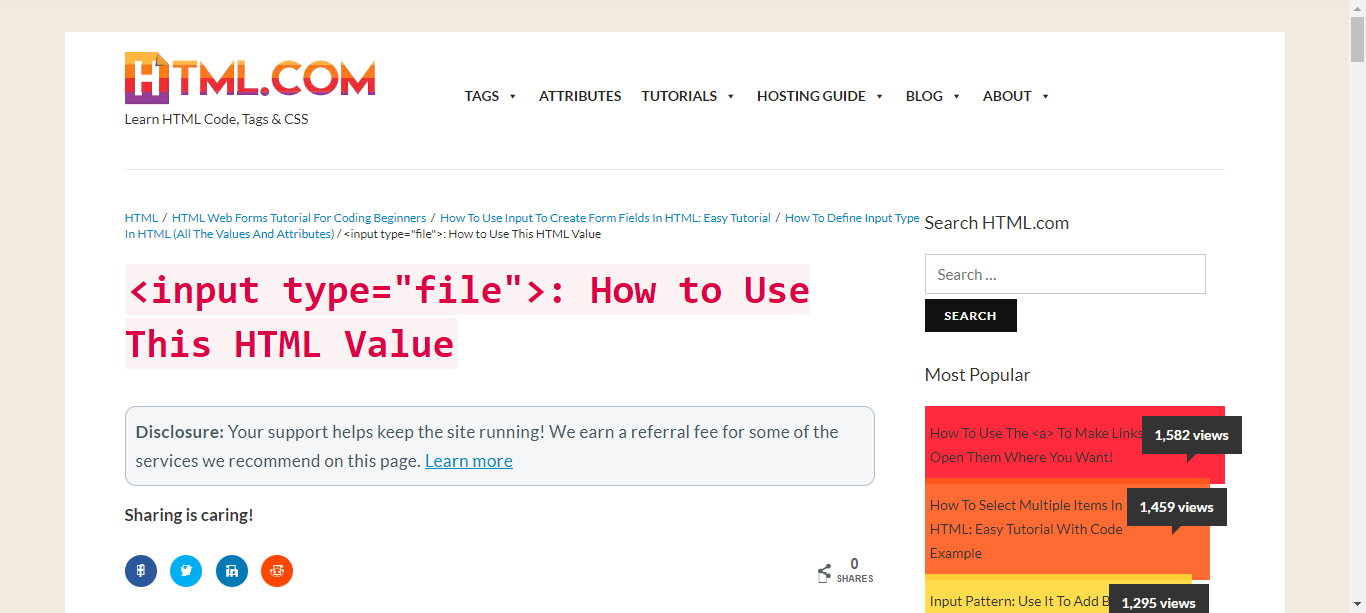 HTML.COM
Learn HTML Code, Tags & CSS
TAGS ATTRIBUTES TUTORIALS HOSTING GUIDE BLOG ABOUT
HTML / HTML Web Forms Tutorial For Coding Beginners / How To Use Input To Create Form Fields In HTML: Easy Tutorial / How To Define Input Type
In HTML (All The Values And Attributes) / <input type="file">: How to Use This HTML Value
<input type="file">: How to Use
This HTML Value
Disclosure: Your support helps keep the site running! We earn a referral fee for some of the
services we recommend on this page. Learn more
Sharing is caring!
0
SHARES
Search HTML.com
Search ...
SEARCH
Most Popular
How To Use The <a> To Make Links
Open Them Where You Want!
1,582 views
How To Select Multiple Items In
HTML: Easy Tutorial With Code
Example
1,459 views
Input Pattern: Use It To Add B
1,295 views